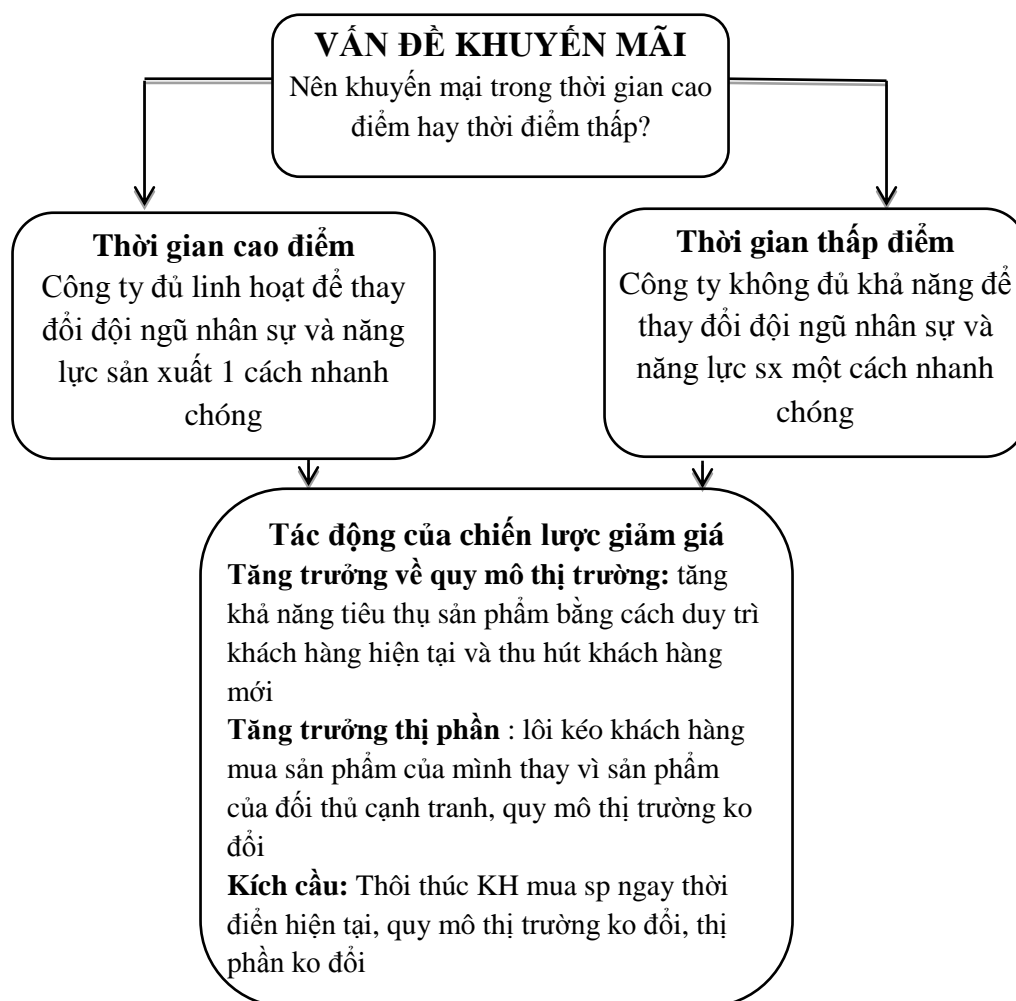 VẤN ĐỀ KHUYẾN MÃI
Nên khuyến mại trong thời gian cao
điểm hay thời điểm thấp?
Thời gian cao điểm
Công ty đủ linh hoạt để thay
đổi đội ngũ nhân sự và năng
lực sản xuất 1 cách nhanh
chóng
Thời gian thấp điểm
Công ty không đủ khả năng để
thay đổi đội ngũ nhân sự và
năng lực sx một cách nhanh
chóng
Tác động của chiến lược giảm giá
Tăng trưởng về quy mô thị trường: tăng
khả năng tiêu thụ sản phẩm bằng cách duy trì
khách hàng hiện tại và thu hút khách hàng
mới
Tăng trưởng thị phần : lôi kéo khách hàng
mua sản phẩm của mình thay vì sản phẩm
của đối thủ cạnh tranh, quy mô thị trường ko
đổi
Kích cầu: Thôi thúc KH mua sp ngay thời
điển hiện tại, quy mô thị trường ko đổi, thị
phần ko đổi